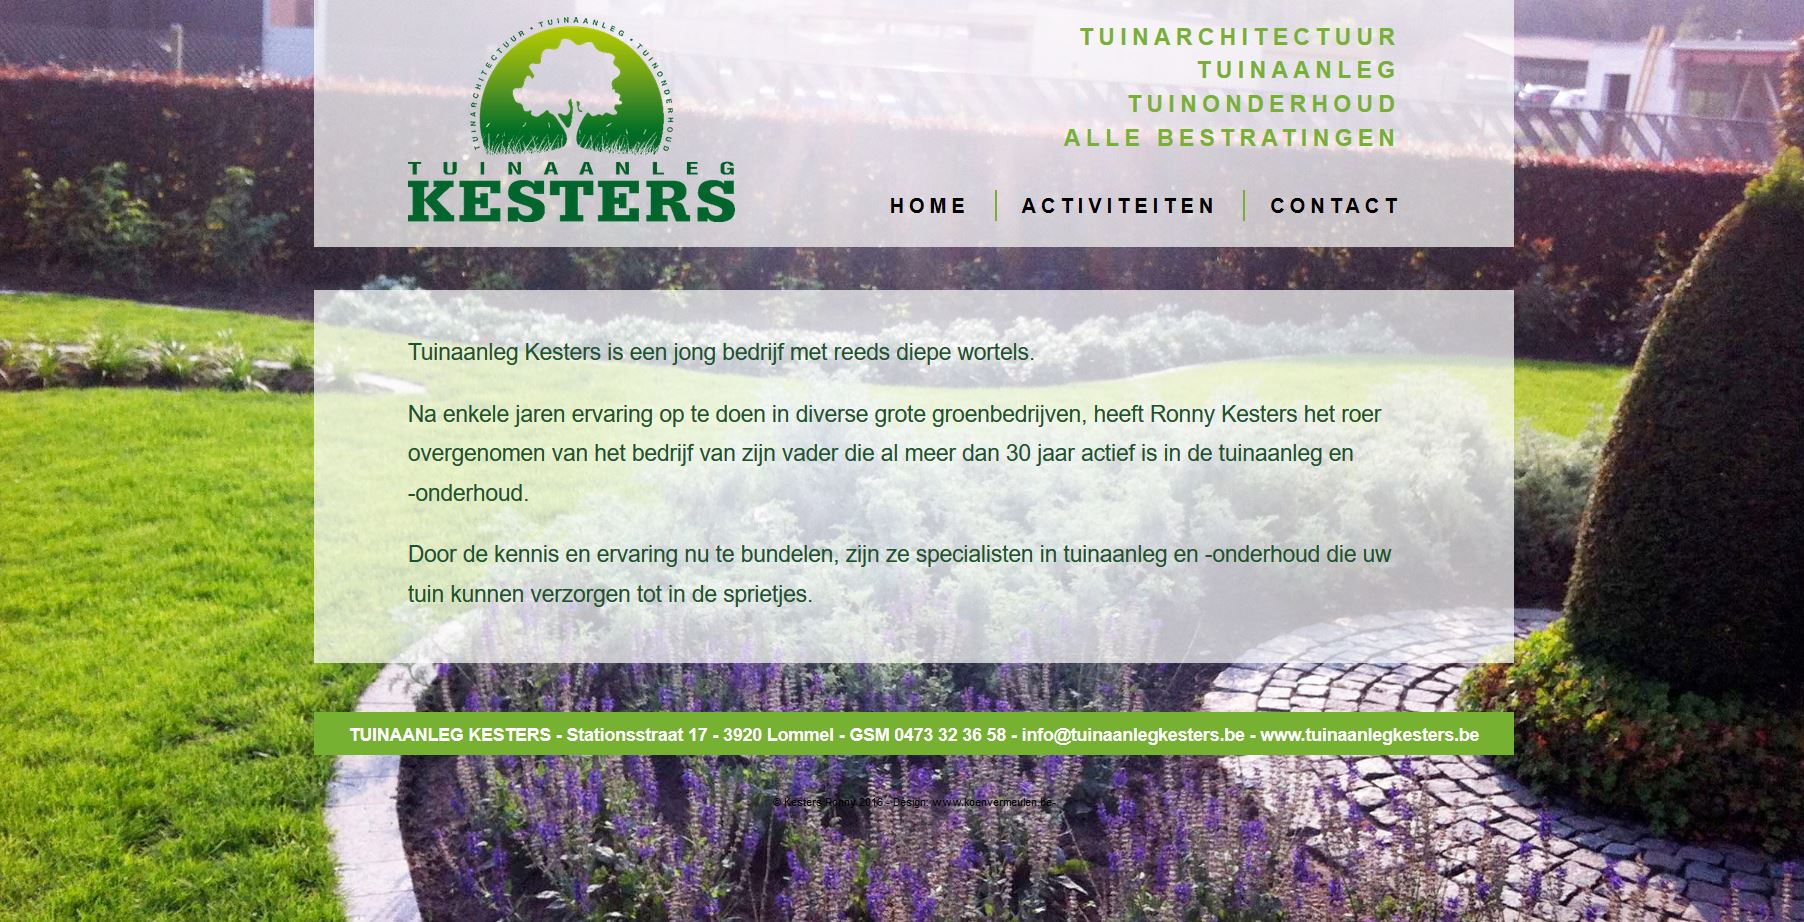 TUINARCHITECTUUR • TUINAANLEG • TUINONDERHOUD
TUINAANLEG
KESTERS
TUINARCHITECTUUR
TUINAANLEG
TUINONDERHOUD
ALLE BESTRATINGEN
HOME
ACTIVITEITEN
CONTACT
Tuinaanleg Kesters is een jong bedrijf met reeds diepe wortels.
Na enkele jaren ervaring op te doen in diverse grote groenbedrijven, heeft Ronny Kesters het roer
overgenomen van het bedrijf van zijn vader die al meer dan 30 jaar actief is in de tuinaanleg en
-onderhoud.
Door de kennis en ervaring nu te bundelen, zijn ze specialisten in tuinaanleg en -onderhoud die uw
tuin kunnen verzorgen tot in de sprietjes.
TUINAANLEG KESTERS - Stationsstraat 17 - 3920 Lommel - GSM 0473 32 36 58 - info@tuinaanlegkesters.be - www.tuinaanlegkesters.be
© Kesters Ronny 2016 - Design: www.koenvermeulen.be-